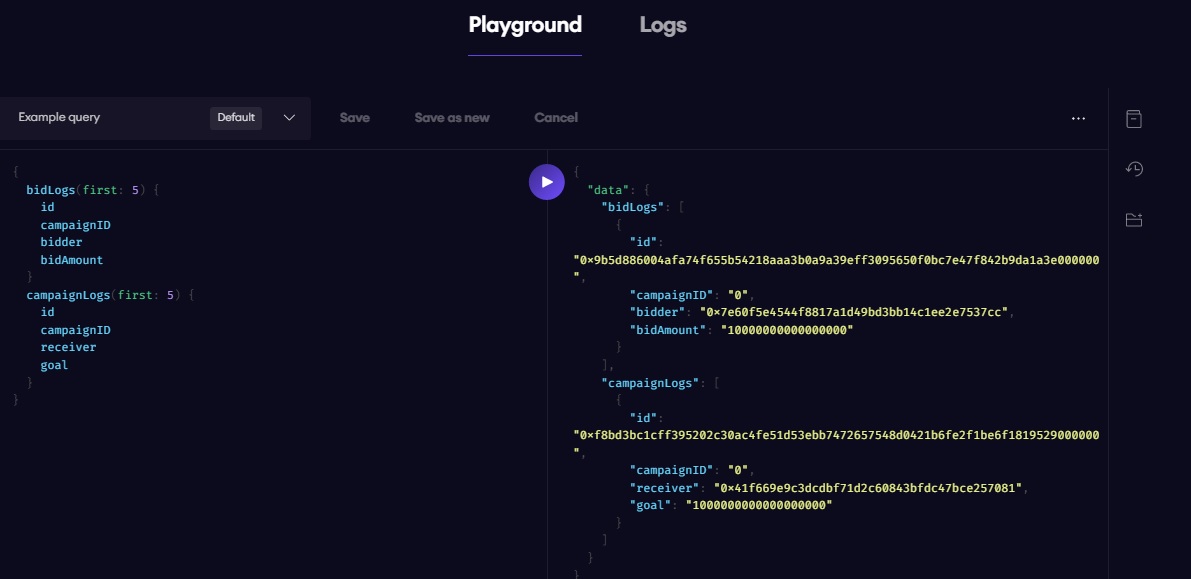 Playground Logs
Example query Default Save Save as new Cancel ...
{
bidLogs(first: 5) {
id
campaignID
bidder
bidAmount
}
campaignLogs(first: 5) {
id
campaignID
receiver
goal
}
}
{
"data": {
"bidLogs": [
{
"id":
"0x9b5d886004afa74f655b54218aaa3b0a9a39eff3095650f0bc7e47f842b9da1a3e000000
",
"campaignID": "0",
"bidder": "0x7e60f5e4544f8817a1d49bd3bb14c1ee2e7537cc",
"bidAmount": "10000000000000000"
}
],
"campaignLogs": [
{
"id":
"0xf8bd3bc1cff395202c30ac4fe51d53ebb7472657548d0421b6fe2f1be6f1819529000000
",
"campaignID": "0",
"receiver": "0x41f669e9c3dcdbf71d2c60843bfdc47bce257081",
"goal": "1000000000000000000"
}
]
}
}